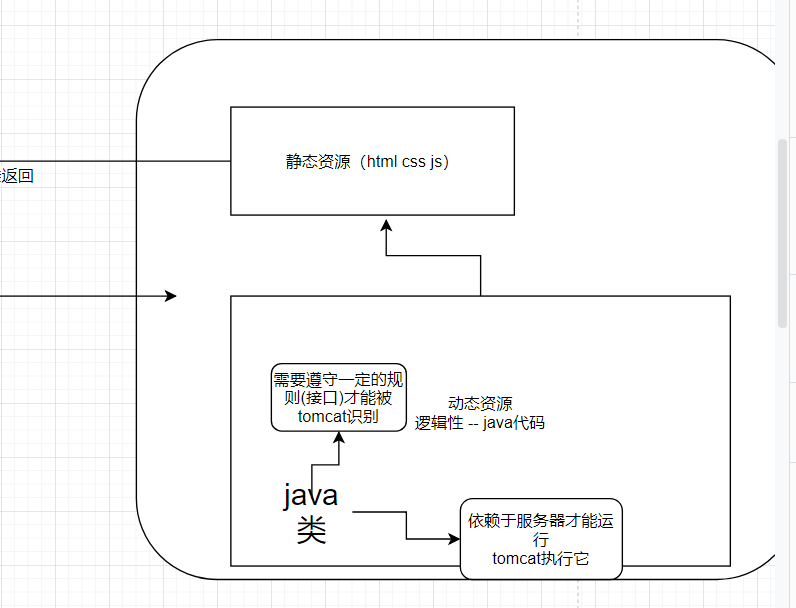 静态资源（html css js）
返回
需要遵守一定的规
则(接口)才能被
tomcat识别
动态资源
逻辑性 -- java代码
java
类
依赖于服务器才能运
行
tomcat执行它